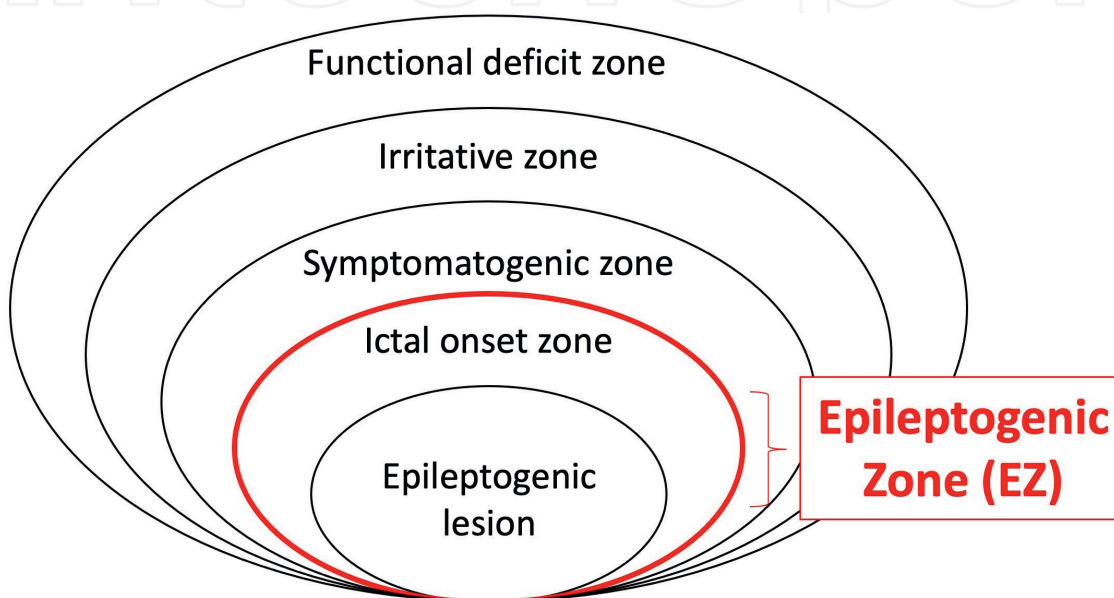 Functional deficit zone
Irritative zone
Symptomatogenic zone
Ictal onset zone
Epileptogenic
lesion
Epileptogenic
Zone (EZ)